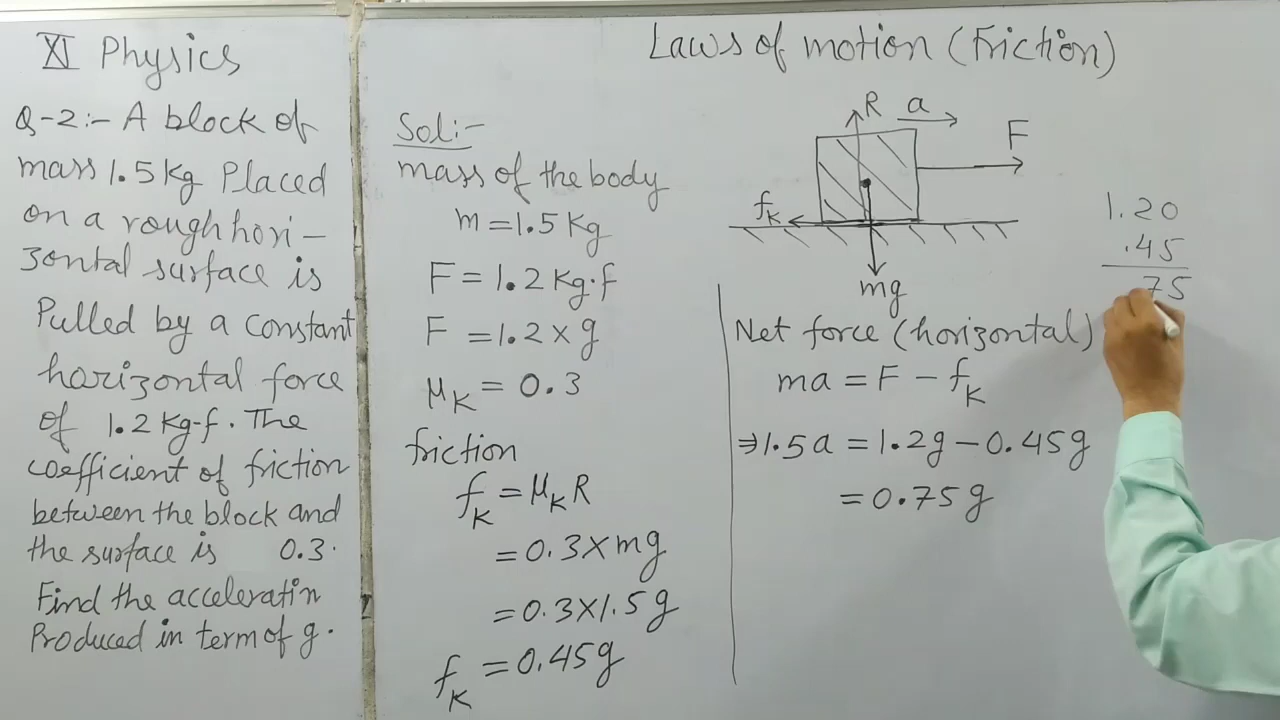 XI Physics
Q-2:- A block of
mass 1.5 Kg Placed
on a rough hori-
zontal surface is
Pulled by a constant
horizontal force
of 1.2 Kg-f. The
coefficient of friction
between the block and
the surface is 0.3.
Find the acceleratin
Produced in term of g.
Sol:-
mass of the body
m = 1.5 Kg
F = 1.2 Kg.f
F = 1.2 × g
μK = 0.3
friction
fK = μK R
= 0.3 × mg
= 0.3 × 1.5 g
fK = 0.45 g
Laws of motion (Friction)
R
a
F
fK
mg
Net force (horizontal)
ma = F - fK
⇒ 1.5a = 1.2g - 0.45g
= 0.75 g
1.20
.45
75